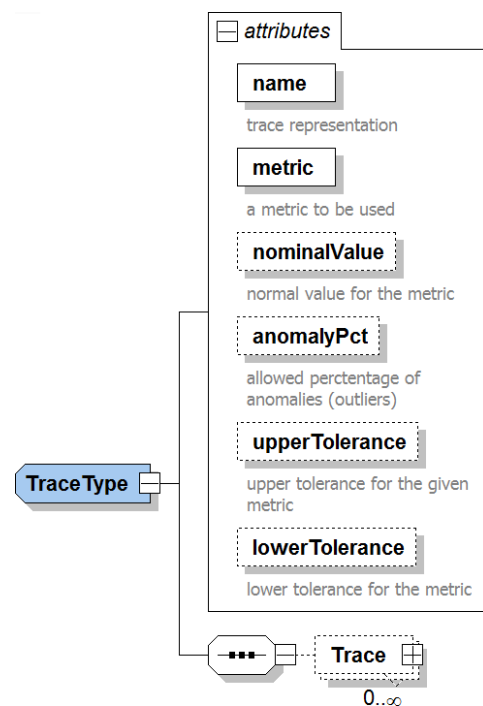 attributes
name
trace representation
metric
a metric to be used
nominalValue
normal value for the metric
anomalyPct
allowed perctentage of
anomalies (outliers)
upperTolerance
upper tolerance for the given
metric
TraceType
lowerTolerance
lower tolerance for the metric
Trace
0..∞